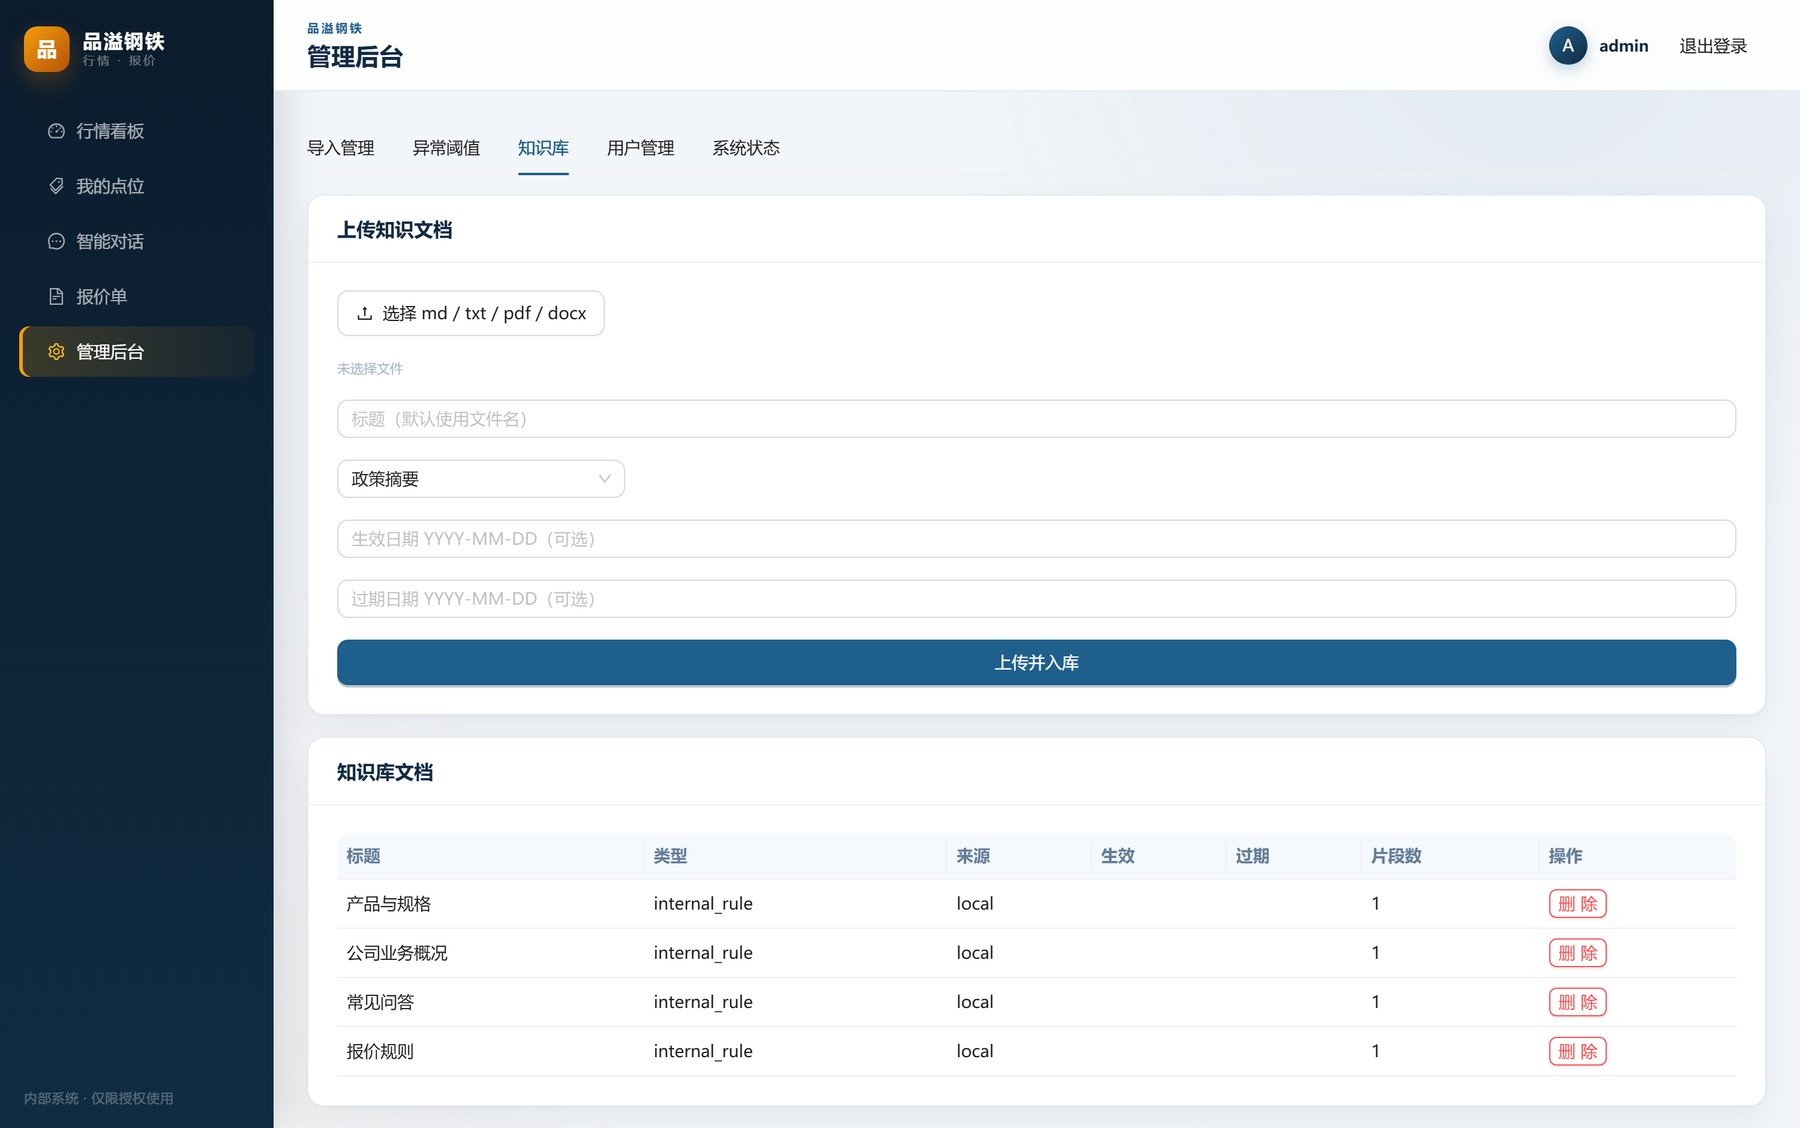 品
品溢钢铁
行情 · 报价
行情看板
我的点位
智能对话
报价单
管理后台
内部系统 · 仅限授权使用
品溢钢铁
管理后台
A admin 退出登录
导入管理 异常阈值 知识库 用户管理 系统状态
上传知识文档
选择 md / txt / pdf / docx
未选择文件
标题（默认使用文件名）
政策摘要
生效日期 YYYY-MM-DD（可选）
过期日期 YYYY-MM-DD（可选）
上传并入库
知识库文档
标题 类型 来源 生效 过期 片段数 操作
产品与规格 internal_rule local 1 删 除
公司业务概况 internal_rule local 1 删 除
常见问答 internal_rule local 1 删 除
报价规则 internal_rule local 1 删 除